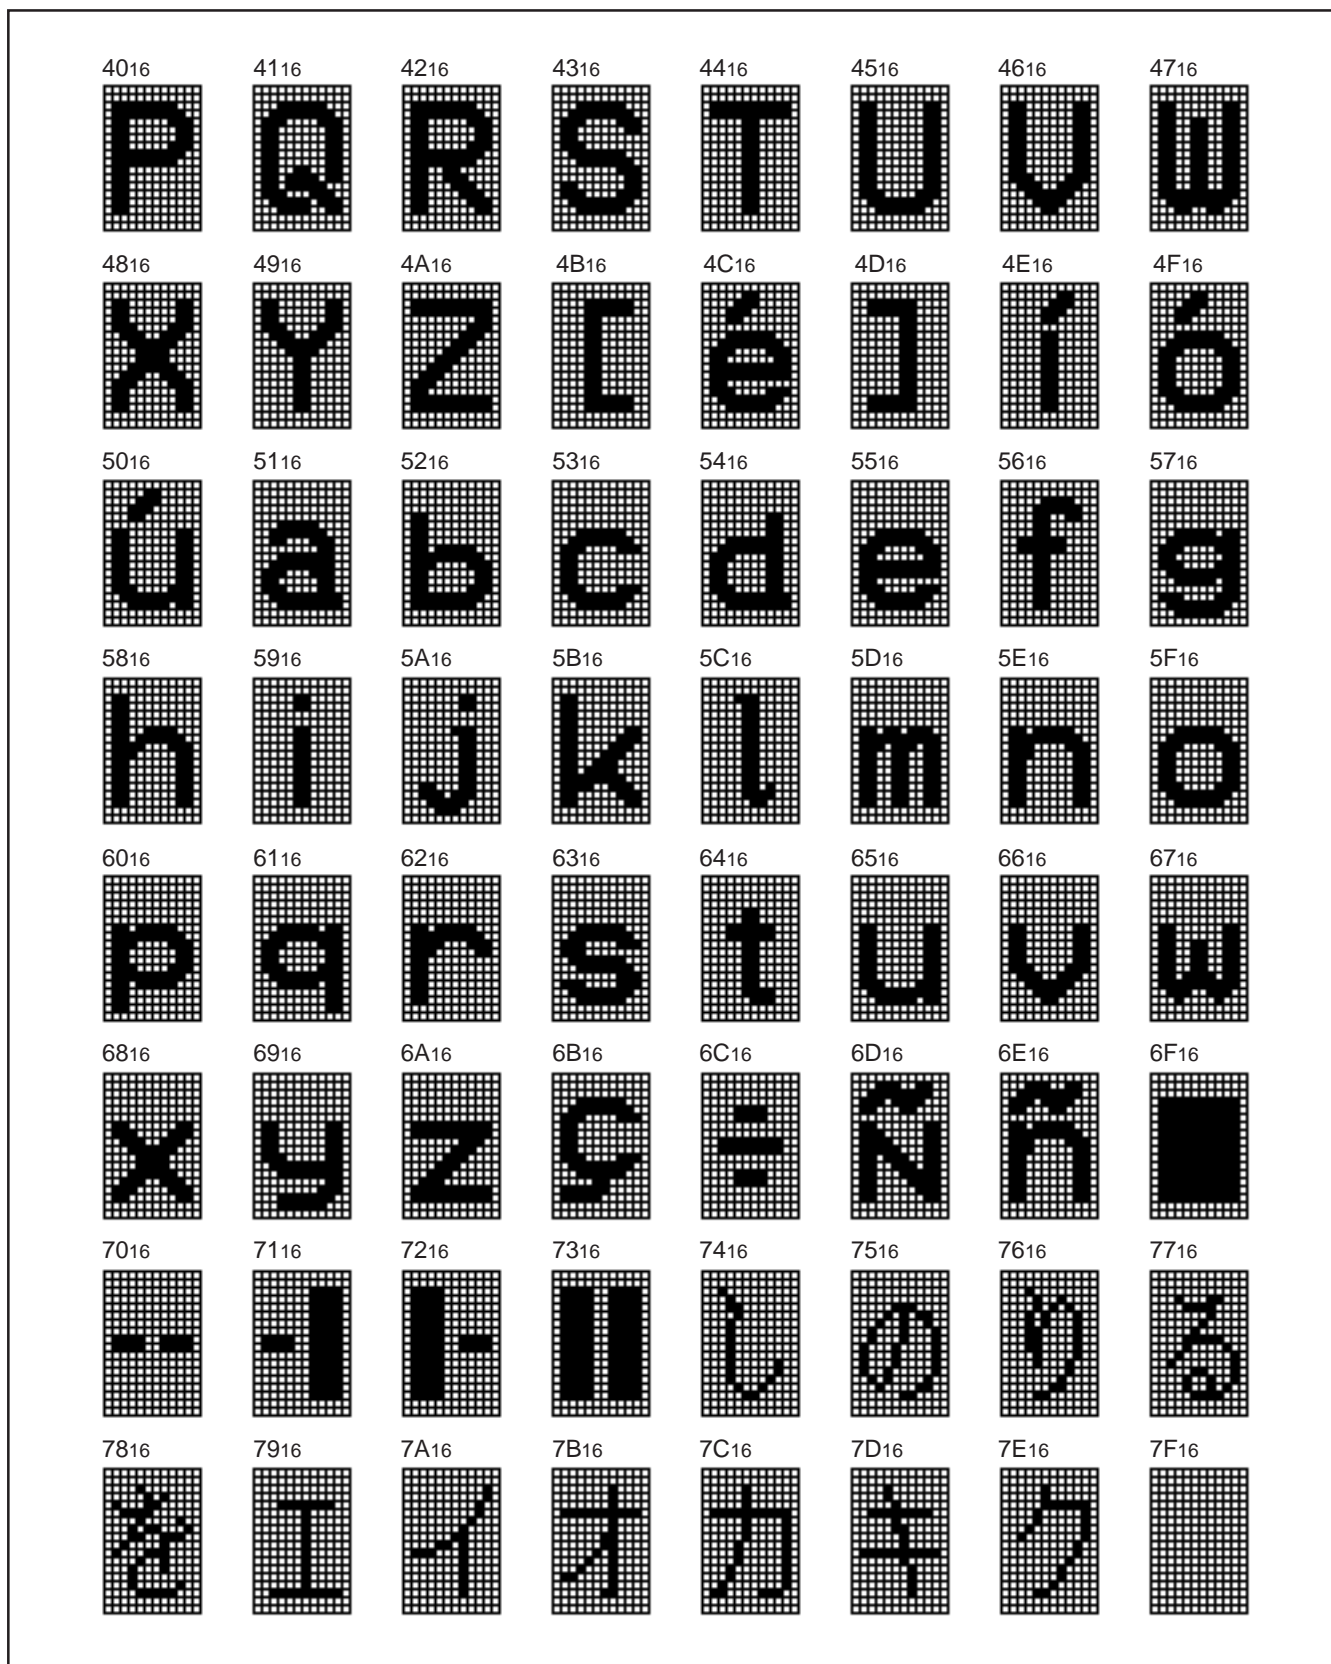 40₁₆ 41₁₆ 42₁₆ 43₁₆ 44₁₆ 45₁₆ 46₁₆ 47₁₆
P Q R S T U V W
48₁₆ 49₁₆ 4A₁₆ 4B₁₆ 4C₁₆ 4D₁₆ 4E₁₆ 4F₁₆
X Y Z [ é ] í ó
50₁₆ 51₁₆ 52₁₆ 53₁₆ 54₁₆ 55₁₆ 56₁₆ 57₁₆
ú a b c d e f g
58₁₆ 59₁₆ 5A₁₆ 5B₁₆ 5C₁₆ 5D₁₆ 5E₁₆ 5F₁₆
h i j k l m n o
60₁₆ 61₁₆ 62₁₆ 63₁₆ 64₁₆ 65₁₆ 66₁₆ 67₁₆
p q r s t u v w
68₁₆ 69₁₆ 6A₁₆ 6B₁₆ 6C₁₆ 6D₁₆ 6E₁₆ 6F₁₆
x y z ç ÷ Ñ ñ ■
70₁₆ 71₁₆ 72₁₆ 73₁₆ 74₁₆ 75₁₆ 76₁₆ 77₁₆
し の り る
78₁₆ 79₁₆ 7A₁₆ 7B₁₆ 7C₁₆ 7D₁₆ 7E₁₆ 7F₁₆
を エ イ オ カ キ ク